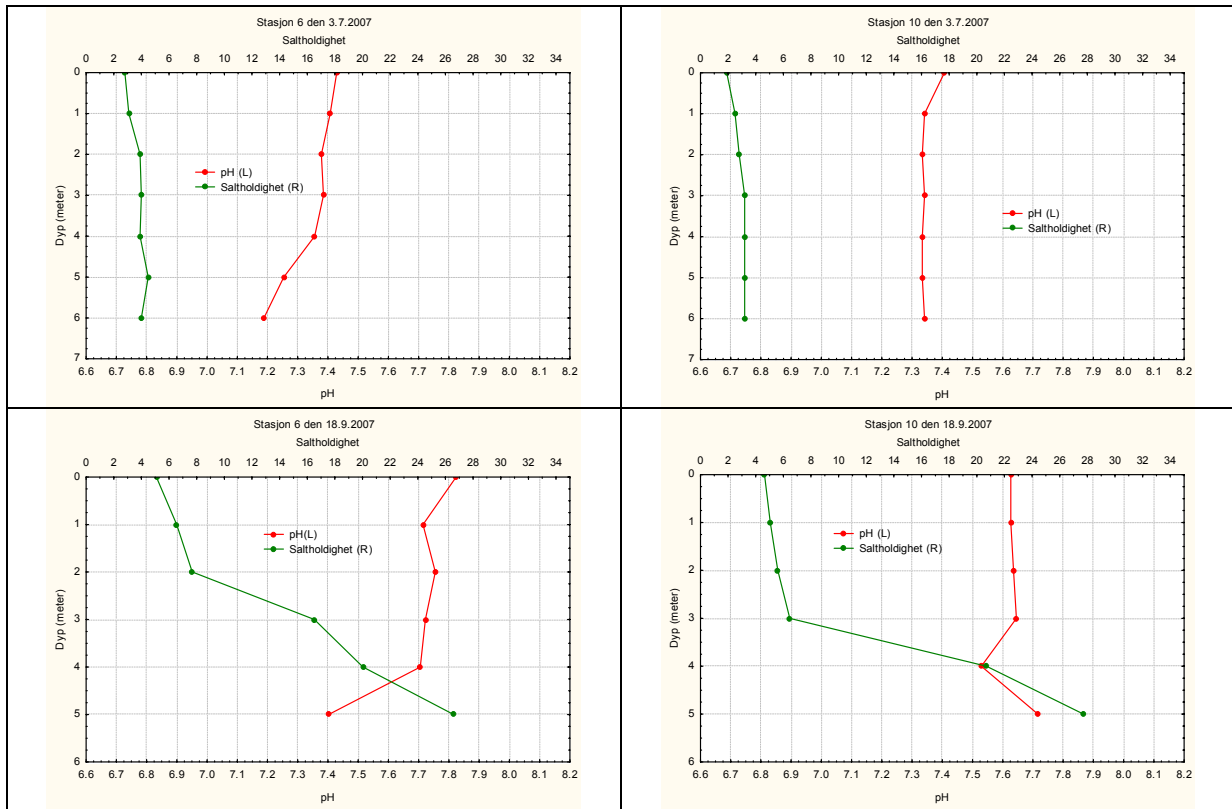 Stasjon 6 den 3.7.2007
Saltholdighet
0 2 4 6 8 10 12 14 16 18 20 22 24 26 28 30 32 34
0
1
2
3
4
5
6
7
Dyp (meter)
pH (L)
Saltholdighet (R)
6.6 6.7 6.8 6.9 7.0 7.1 7.2 7.3 7.4 7.5 7.6 7.7 7.8 7.9 8.0 8.1 8.2
pH
Stasjon 10 den 3.7.2007
Saltholdighet
0 2 4 6 8 10 12 14 16 18 20 22 24 26 28 30 32 34
0
1
2
3
4
5
6
7
Dyp (meter)
pH (L)
Saltholdighet (R)
6.6 6.7 6.8 6.9 7.0 7.1 7.2 7.3 7.4 7.5 7.6 7.7 7.8 7.9 8.0 8.1 8.2
pH
Stasjon 6 den 18.9.2007
Saltholdighet
0 2 4 6 8 10 12 14 16 18 20 22 24 26 28 30 32 34
0
1
2
3
4
5
6
Dyp (meter)
pH(L)
Saltholdighet (R)
6.6 6.7 6.8 6.9 7.0 7.1 7.2 7.3 7.4 7.5 7.6 7.7 7.8 7.9 8.0 8.1 8.2
pH
Stasjon 10 den 18.9.2007
Saltholdighet
0 2 4 6 8 10 12 14 16 18 20 22 24 26 28 30 32 34
0
1
2
3
4
5
6
Dyp (meter)
pH (L)
Saltholdighet (R)
6.6 6.7 6.8 6.9 7.0 7.1 7.2 7.3 7.4 7.5 7.6 7.7 7.8 7.9 8.0 8.1 8.2
pH